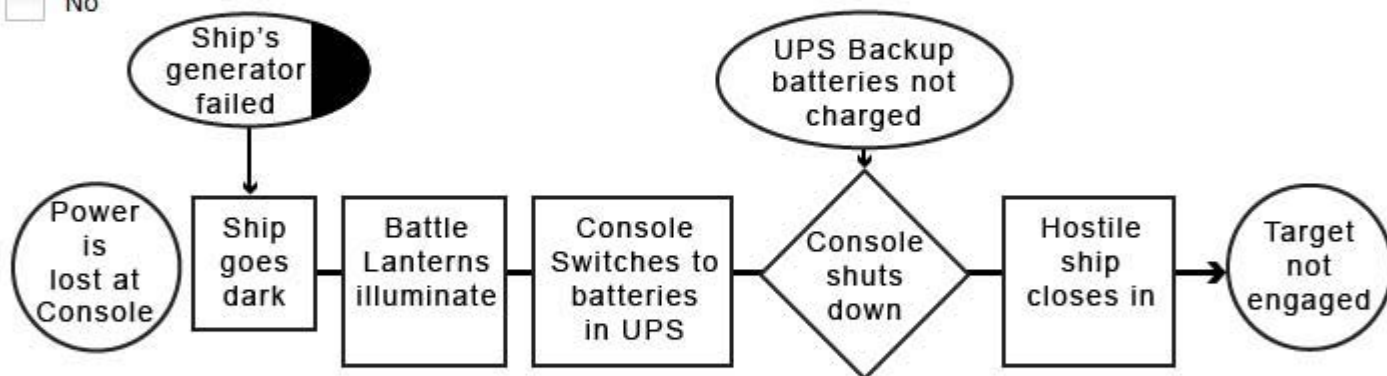 No
Ship's
generator
failed
UPS Backup
batteries not
charged
Power
is
lost at
Console
Ship
goes
dark
Battle
Lanterns
illuminate
Console
Switches to
batteries
in UPS
Console
shuts
down
Hostile
ship
closes in
Target
not
engaged